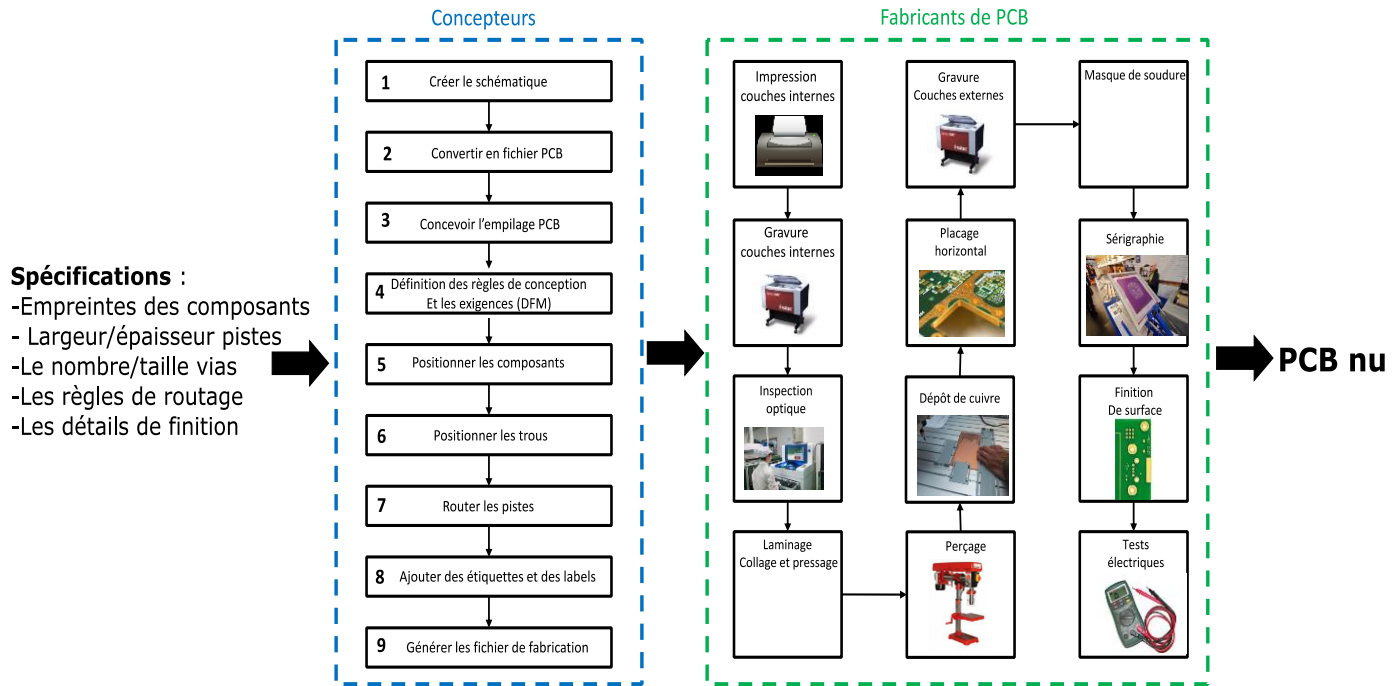 Concepteurs
Fabricants de PCB
Spécifications :
-Empreintes des composants
- Largeur/épaisseur pistes
-Le nombre/taille vias
-Les règles de routage
-Les détails de finition
1 Créer le schématique
2 Convertir en fichier PCB
3 Concevoir l'empilage PCB
4 Définition des règles de conception
Et les exigences (DFM)
5 Positionner les composants
6 Positionner les trous
7 Router les pistes
8 Ajouter des étiquettes et des labels
9 Générer les fichier de fabrication
Impression
couches internes
Gravure
couches internes
Inspection
optique
Laminage
Collage et pressage
Perçage
Dépôt de cuivre
Placage
horizontal
Gravure
Couches externes
Masque de soudure
Sérigraphie
Finition
De surface
Tests
électriques
PCB nu